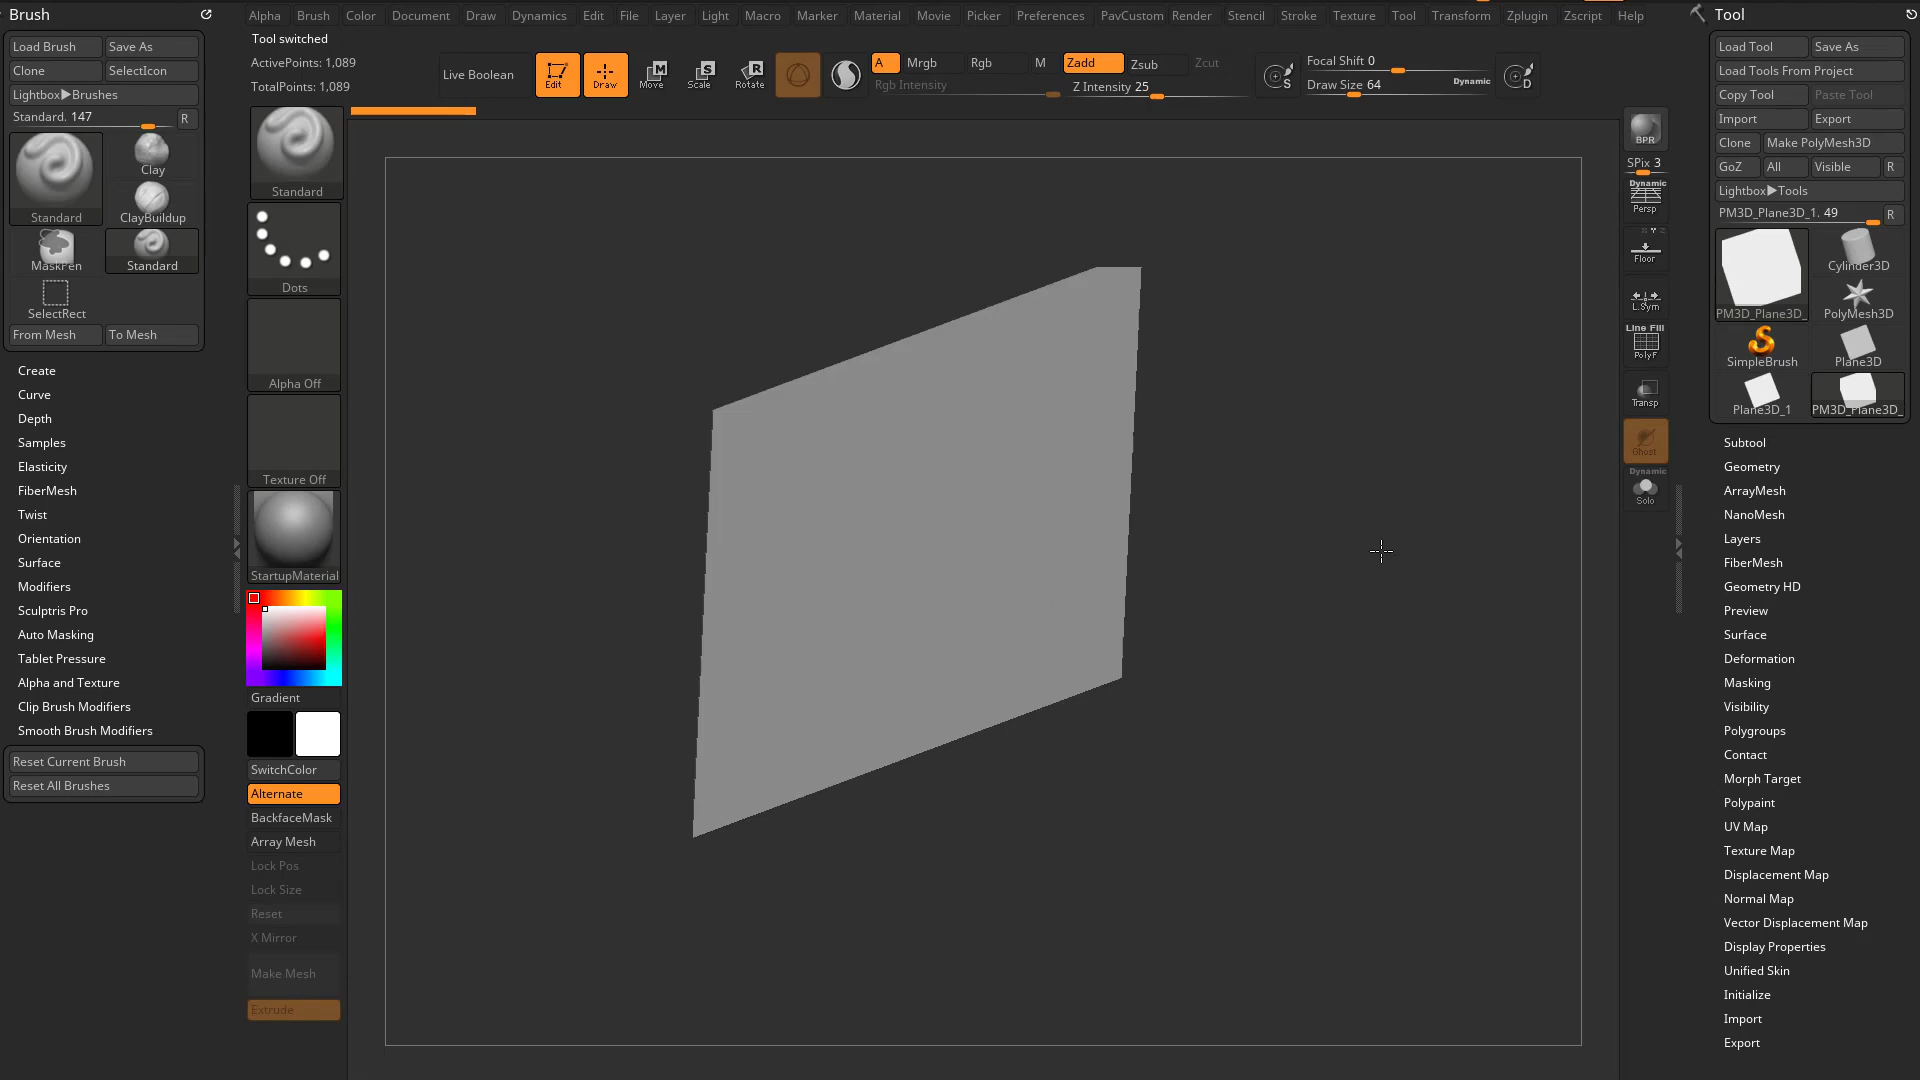 Brush
Load Brush
Save As
Clone
SelectIcon
Lightbox▶Brushes
Standard. 147
R
Standard
Clay
ClayBuildup
MaskPen
Standard
SelectRect
From Mesh
To Mesh
Create
Curve
Depth
Samples
Elasticity
FiberMesh
Twist
Orientation
Surface
Modifiers
Sculptris Pro
Auto Masking
Tablet Pressure
Alpha and Texture
Clip Brush Modifiers
Smooth Brush Modifiers
Reset Current Brush
Reset All Brushes
Alpha Brush Color Document Draw Dynamics Edit File Layer Light Macro Marker Material Movie Picker Preferences PavCustom Render Stencil Stroke Texture Tool Transform Zplugin Zscript Help
Tool switched
ActivePoints: 1,089
TotalPoints: 1,089
Live Boolean
Edit
Draw
M
Move
S
Scale
R
Rotate
A
Mrgb
Rgb
M
Zadd
Zsub
Zcut
Rgb Intensity
Z Intensity 25
S
Focal Shift 0
Draw Size 64
Dynamic
D
Standard
Dots
Alpha Off
Texture Off
StartupMaterial
Gradient
SwitchColor
Alternate
BackfaceMask
Array Mesh
Lock Pos
Lock Size
Reset
X Mirror
Make Mesh
Extrude
BPR
SPix 3
Dynamic
Persp
X Y Z
Floor
L.Sym
Line Fill
PolyF
Transp
Ghost
Dynamic
Solo
Tool
Load Tool
Save As
Load Tools From Project
Copy Tool
Paste Tool
Import
Export
Clone
Make PolyMesh3D
GoZ
All
Visible
R
Lightbox▶Tools
PM3D_Plane3D_1. 49
R
PM3D_Plane3D_
Cylinder3D
PolyMesh3D
SimpleBrush
Plane3D
Plane3D_1
PM3D_Plane3D_
Subtool
Geometry
ArrayMesh
NanoMesh
Layers
FiberMesh
Geometry HD
Preview
Surface
Deformation
Masking
Visibility
Polygroups
Contact
Morph Target
Polypaint
UV Map
Texture Map
Displacement Map
Normal Map
Vector Displacement Map
Display Properties
Unified Skin
Initialize
Import
Export